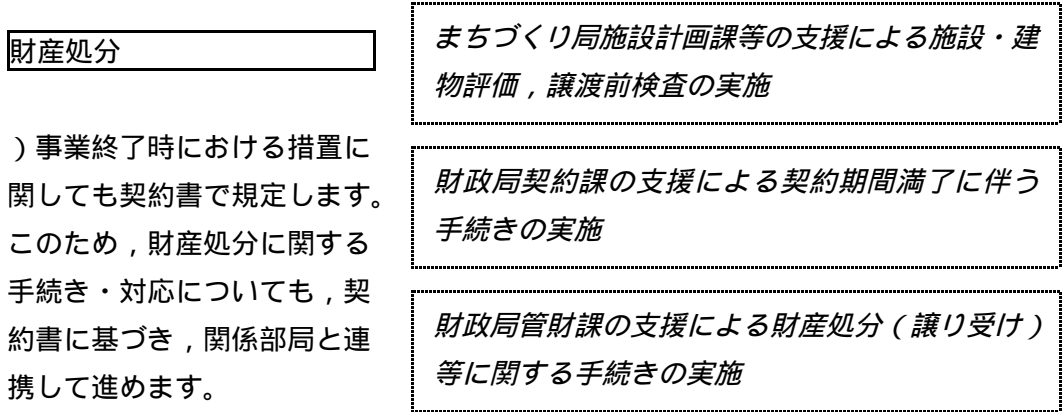 財産処分
）事業終了時における措置に
関しても契約書で規定します。
このため，財産処分に関する
手続き・対応についても，契
約書に基づき，関係部局と連
携して進めます。
まちづくり局施設計画課等の支援による施設・建
物評価，譲渡前検査の実施
財政局契約課の支援による契約期間満了に伴う
手続きの実施
財政局管財課の支援による財産処分（譲り受け）
等に関する手続きの実施